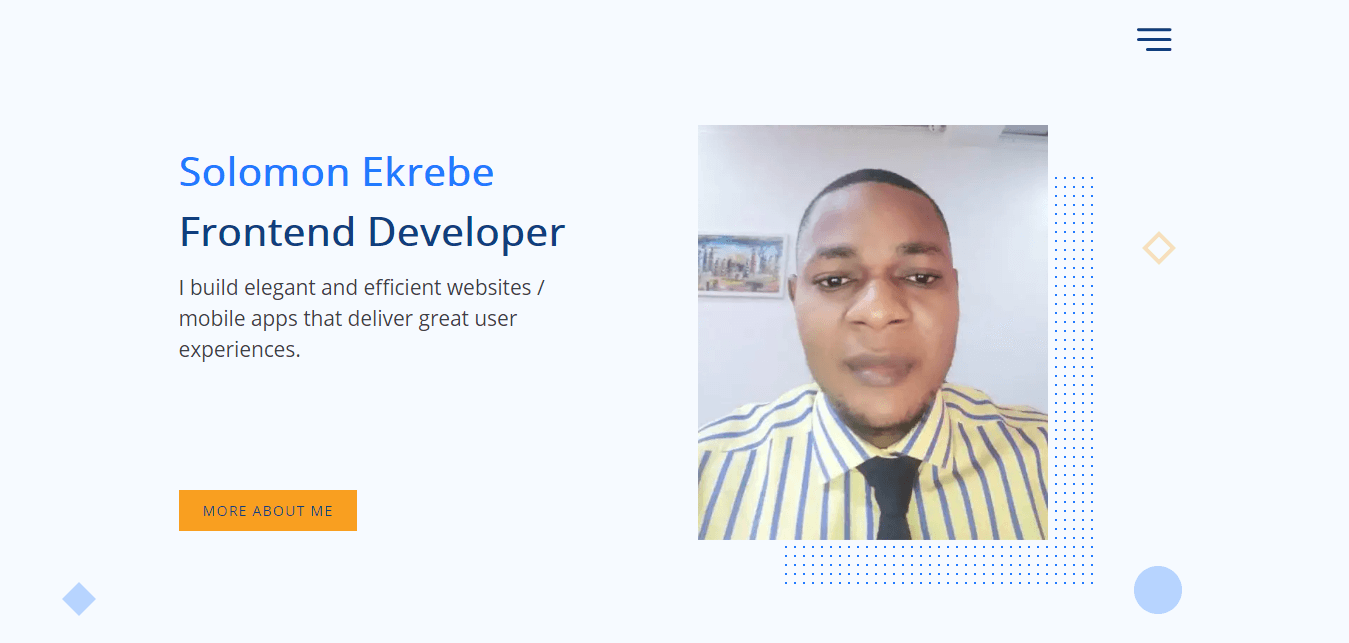 Solomon Ekrebe
Frontend Developer
I build elegant and efficient websites /
mobile apps that deliver great user
experiences.
MORE ABOUT ME